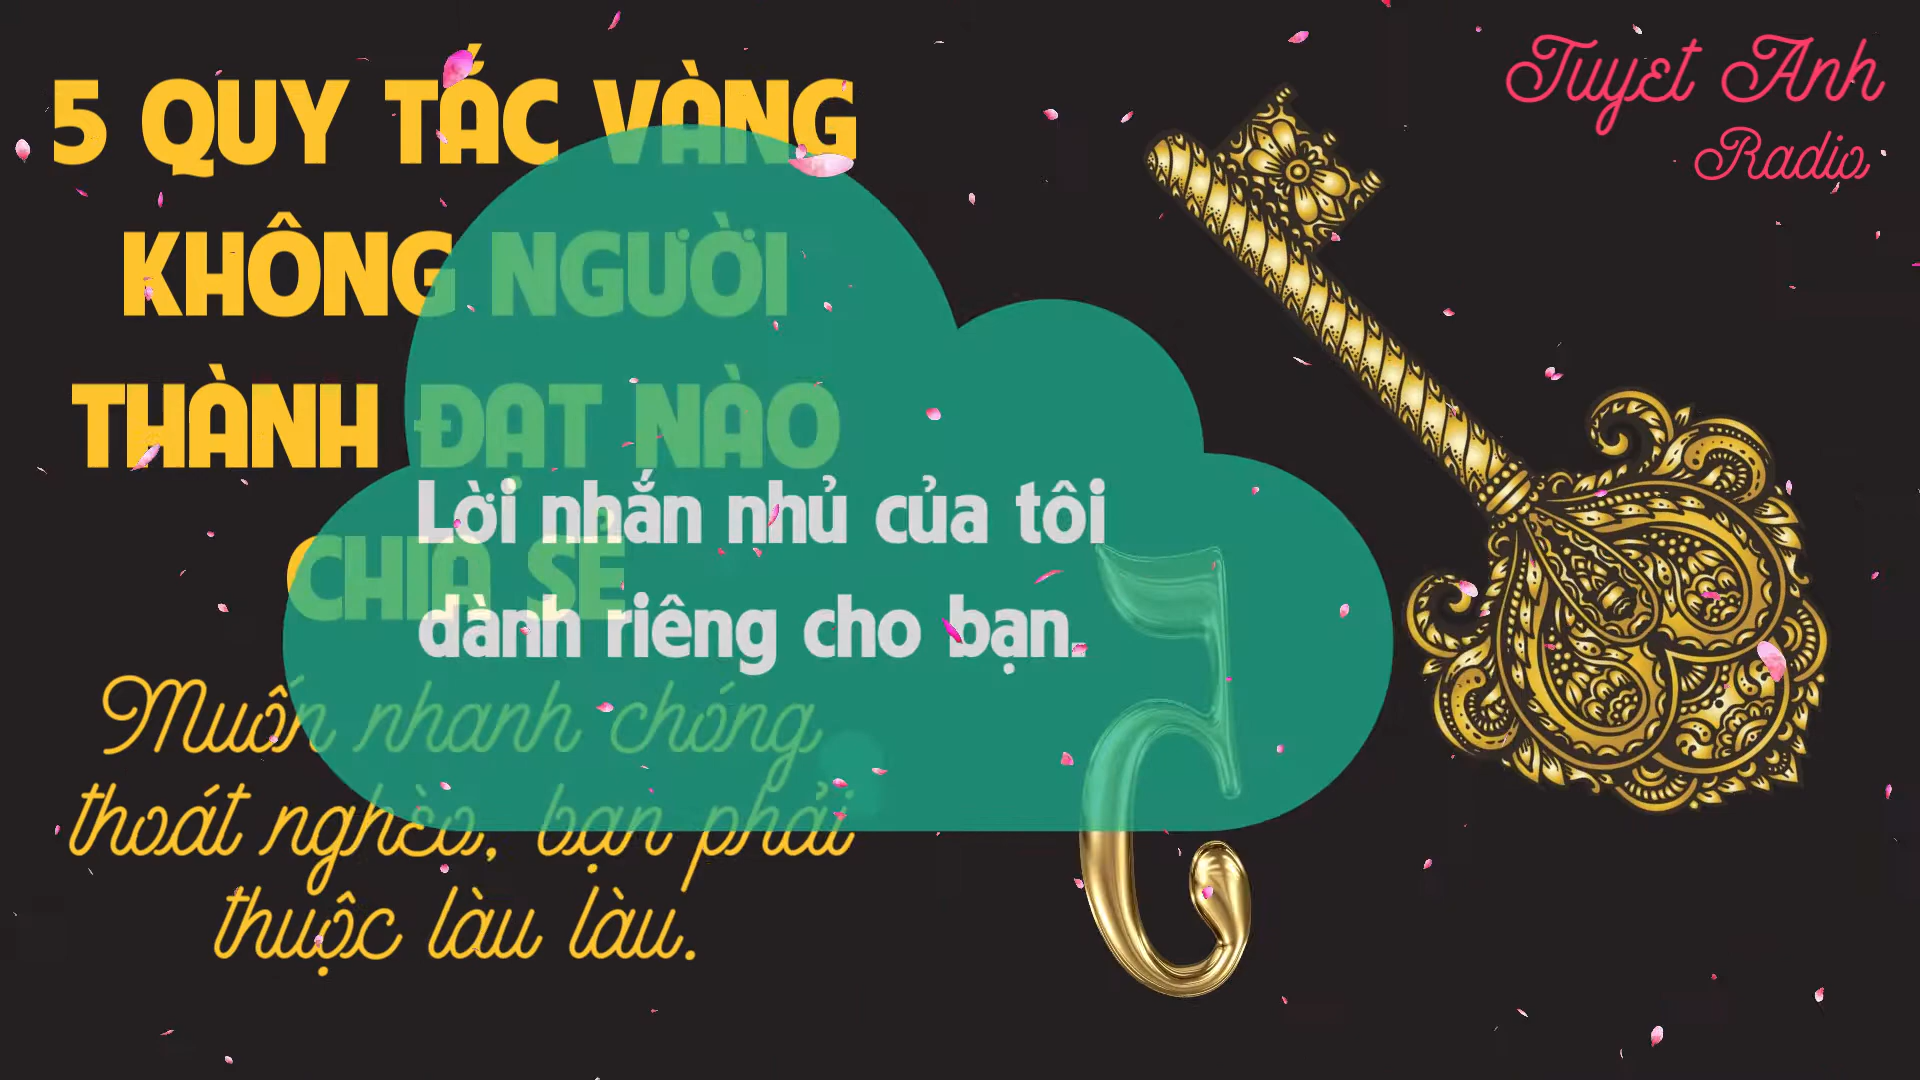 5 QUY TẮC VÀNG
KHÔNG NGƯỜI
THÀNH ĐẠT NÀO
CHIA SẺ
Lời nhắn nhủ của tôi
dành riêng cho bạn.
Muốn nhanh chóng
thoát nghèo, bạn phải
thuộc làu làu.
5
Tuyet Anh
Radio